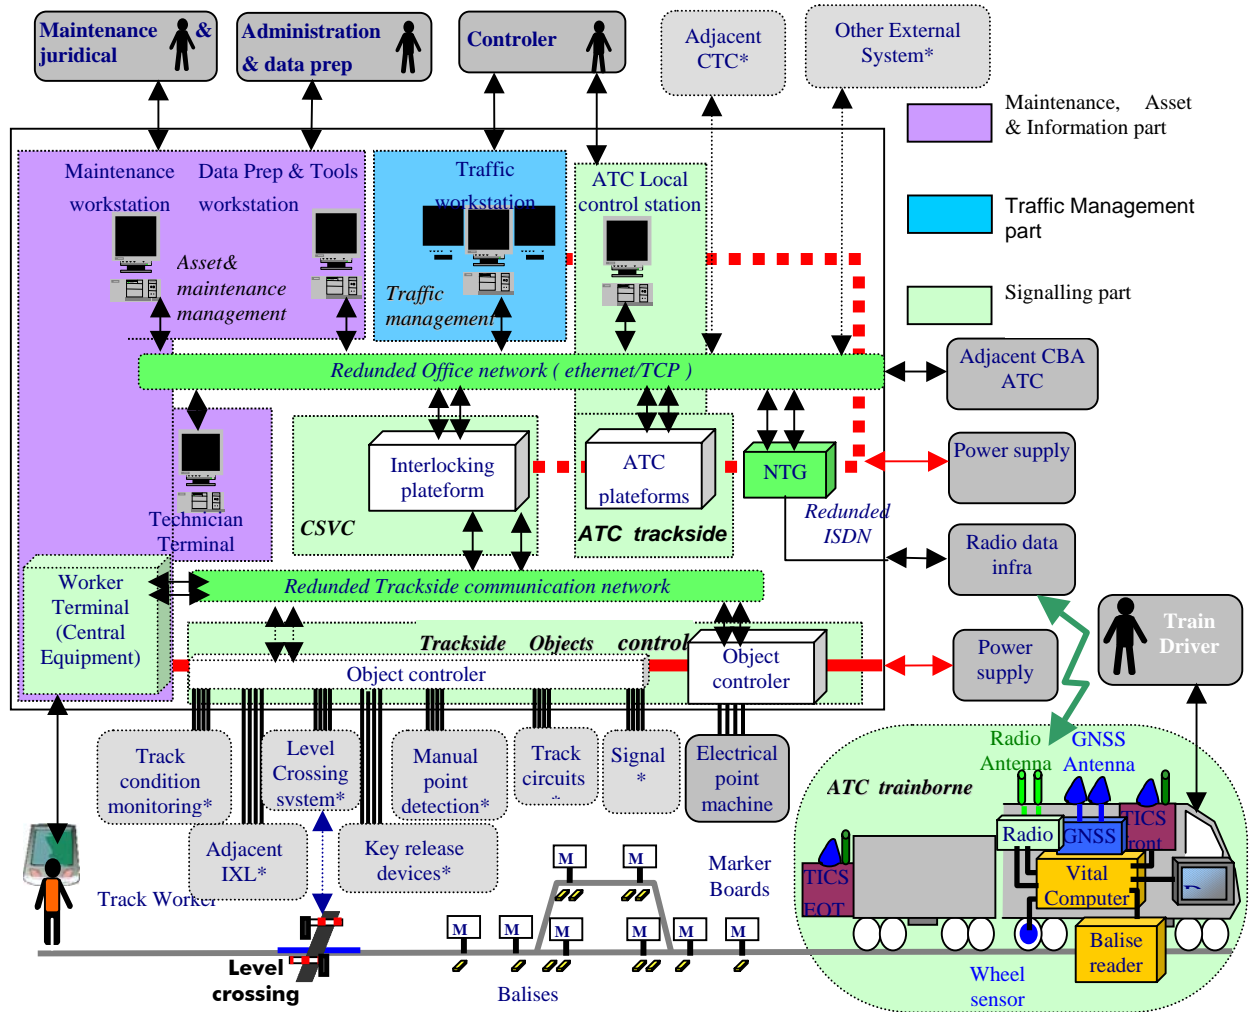 Maintenance &
juridical
Administration
& data prep
Controler
Adjacent
CTC*
Other External
System*
Maintenance, Asset
& Information part
Traffic Management
part
Signalling part
Maintenance
workstation
Data Prep & Tools
workstation
Traffic
workstation
ATC Local
control station
Asset&
maintenance
management
Traffic
management
Redunded Office network ( ethernet/TCP )
Adjacent CBA
ATC
Interlocking
plateform
ATC
plateforms
NTG
Power supply
Technician
Terminal
CSVC
ATC trackside
Redunded
ISDN
Radio data
infra
Worker
Terminal
(Central
Equipment)
Redunded Trackside communication network
Trackside Objects control
Object controler
Object
controler
Power
supply
Train
Driver
Track
condition
monitoring*
Level
Crossing
system*
Manual
point
detection*
Track
circuits
*
Signal
*
Electrical
point
machine
Adjacent
IXL*
Key release
devices*
Radio
Antenna
GNSS
Antenna
ATC trainborne
TICS
Front
Radio
GNSS
Vital
Computer
TICS
EOT
Balise
reader
Wheel
sensor
Track Worker
Marker
Boards
M
M
M
M
M
M
M
M
Level
crossing
Balises